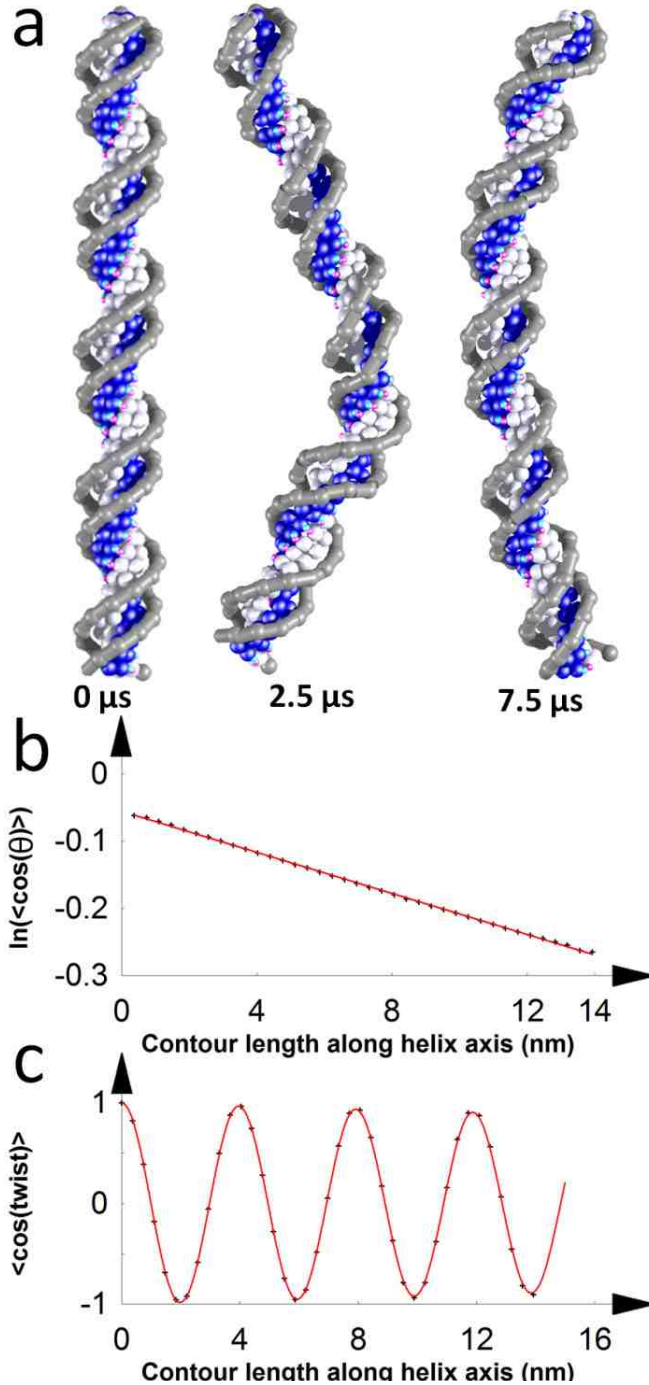 a
0 µs 2.5 µs 7.5 µs
b
0
-0.1
-0.2
-0.3
ln(<cos(θ)>)
0 4 8 12 14
Contour length along helix axis (nm)
c
1
0
-1
<cos(twist)>
0 4 8 12 16
Contour length along helix axis (nm)